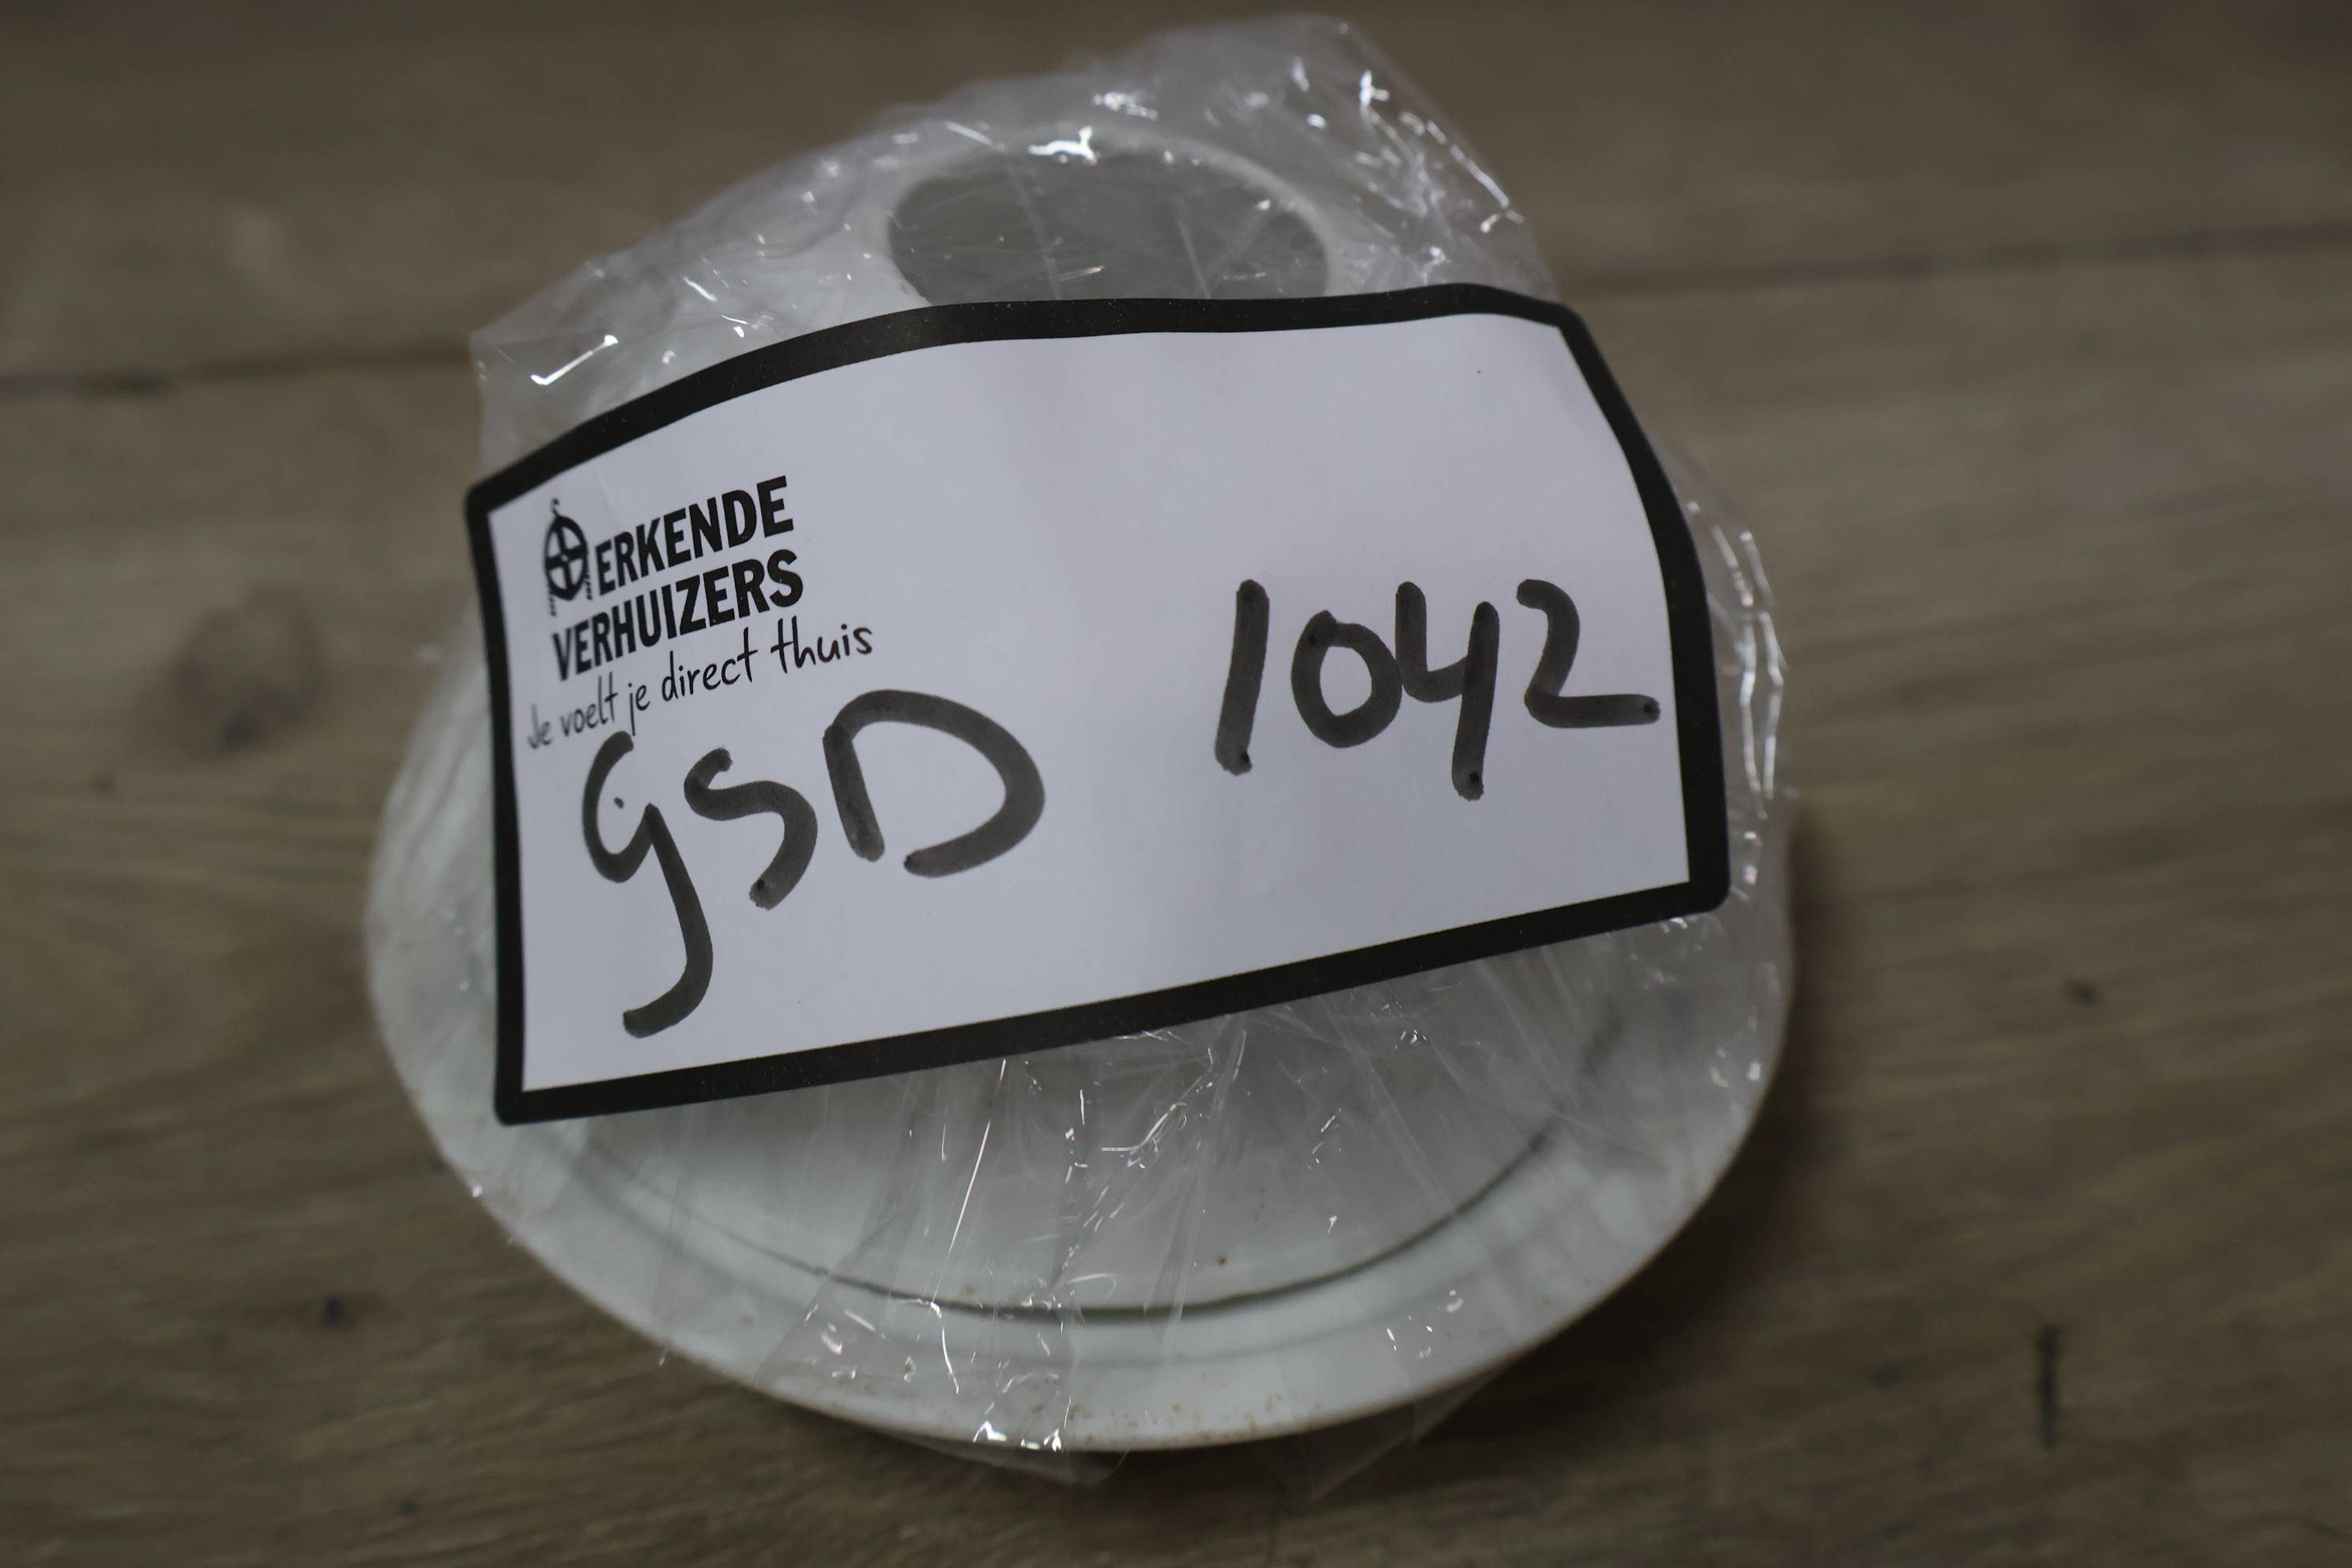 ERKENDE
VERHUIZERS
Je voelt je direct thuis
GSD 1042